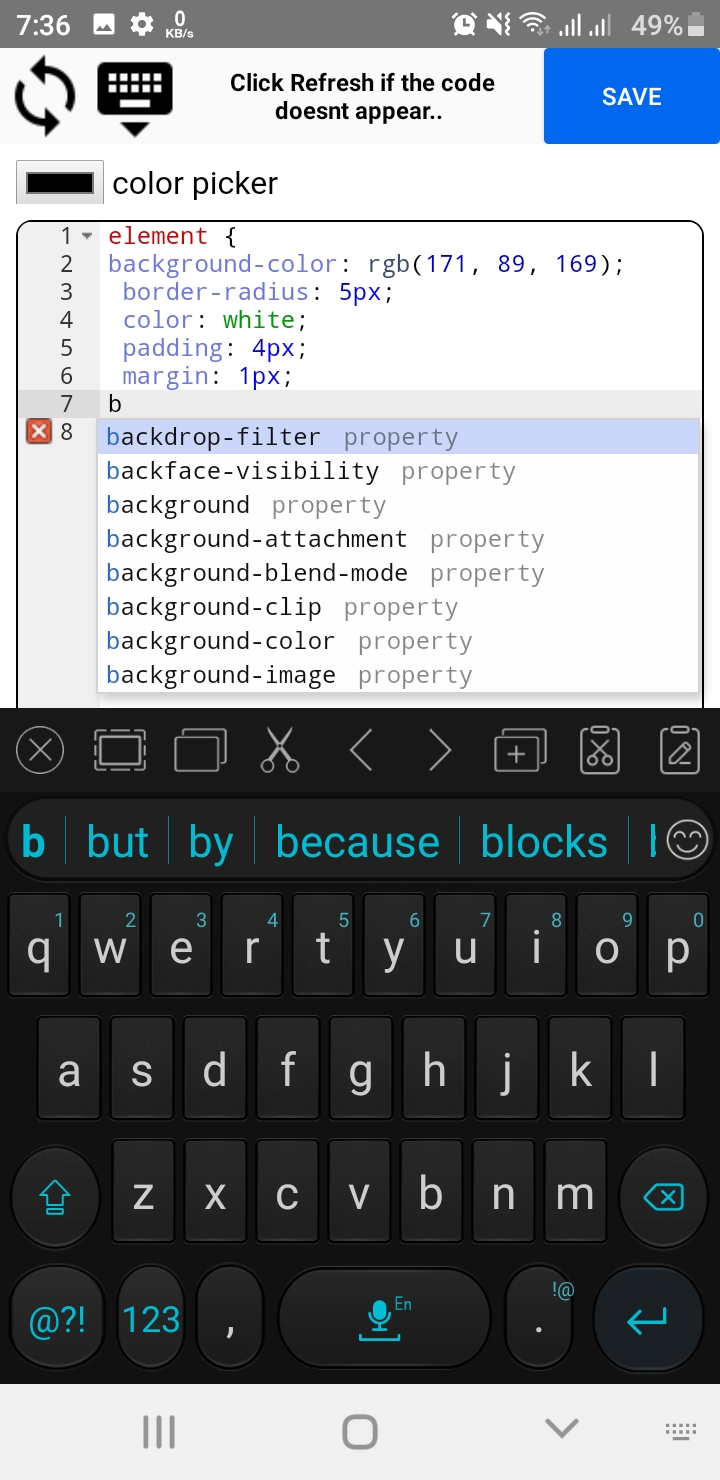 7:36 0 KB/s 49%
Click Refresh if the code
doesnt appear..
SAVE
color picker
1 element {
2 background-color: rgb(171, 89, 169);
3 border-radius: 5px;
4 color: white;
5 padding: 4px;
6 margin: 1px;
7 b
8
backdrop-filter property
backface-visibility property
background property
background-attachment property
background-blend-mode property
background-clip property
background-color property
background-image property
b but by because blocks
1 2 3 4 5 6 7 8 9 0
q w e r t y u i o p
a s d f g h j k l
z x c v b n m
@?! 123 , En . !@